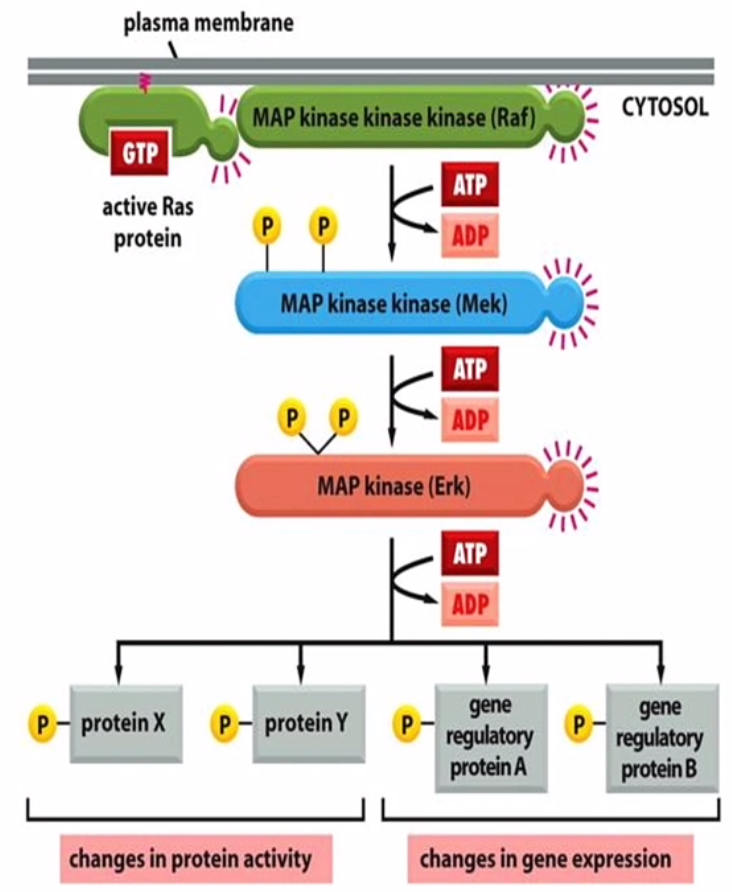 plasma membrane
CYTOSOL
MAP kinase kinase kinase (Raf)
GTP
active Ras
protein
ATP
ADP
P P
MAP kinase kinase (Mek)
ATP
ADP
P P
MAP kinase (Erk)
ATP
ADP
P protein X
P protein Y
P gene
regulatory
protein A
P gene
regulatory
protein B
changes in protein activity
changes in gene expression